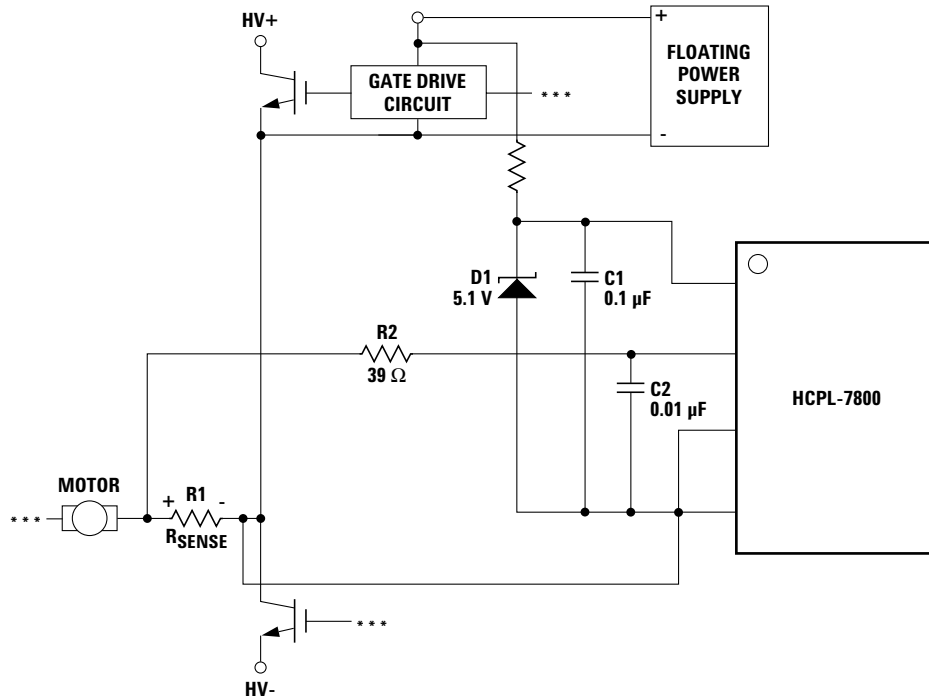 HV+
+
FLOATING
POWER
SUPPLY
-
GATE DRIVE
CIRCUIT
***
D1
5.1 V
C1
0.1 µF
R2
39 Ω
C2
0.01 µF
HCPL-7800
MOTOR
***
+
R1
-
RSENSE
***
HV-